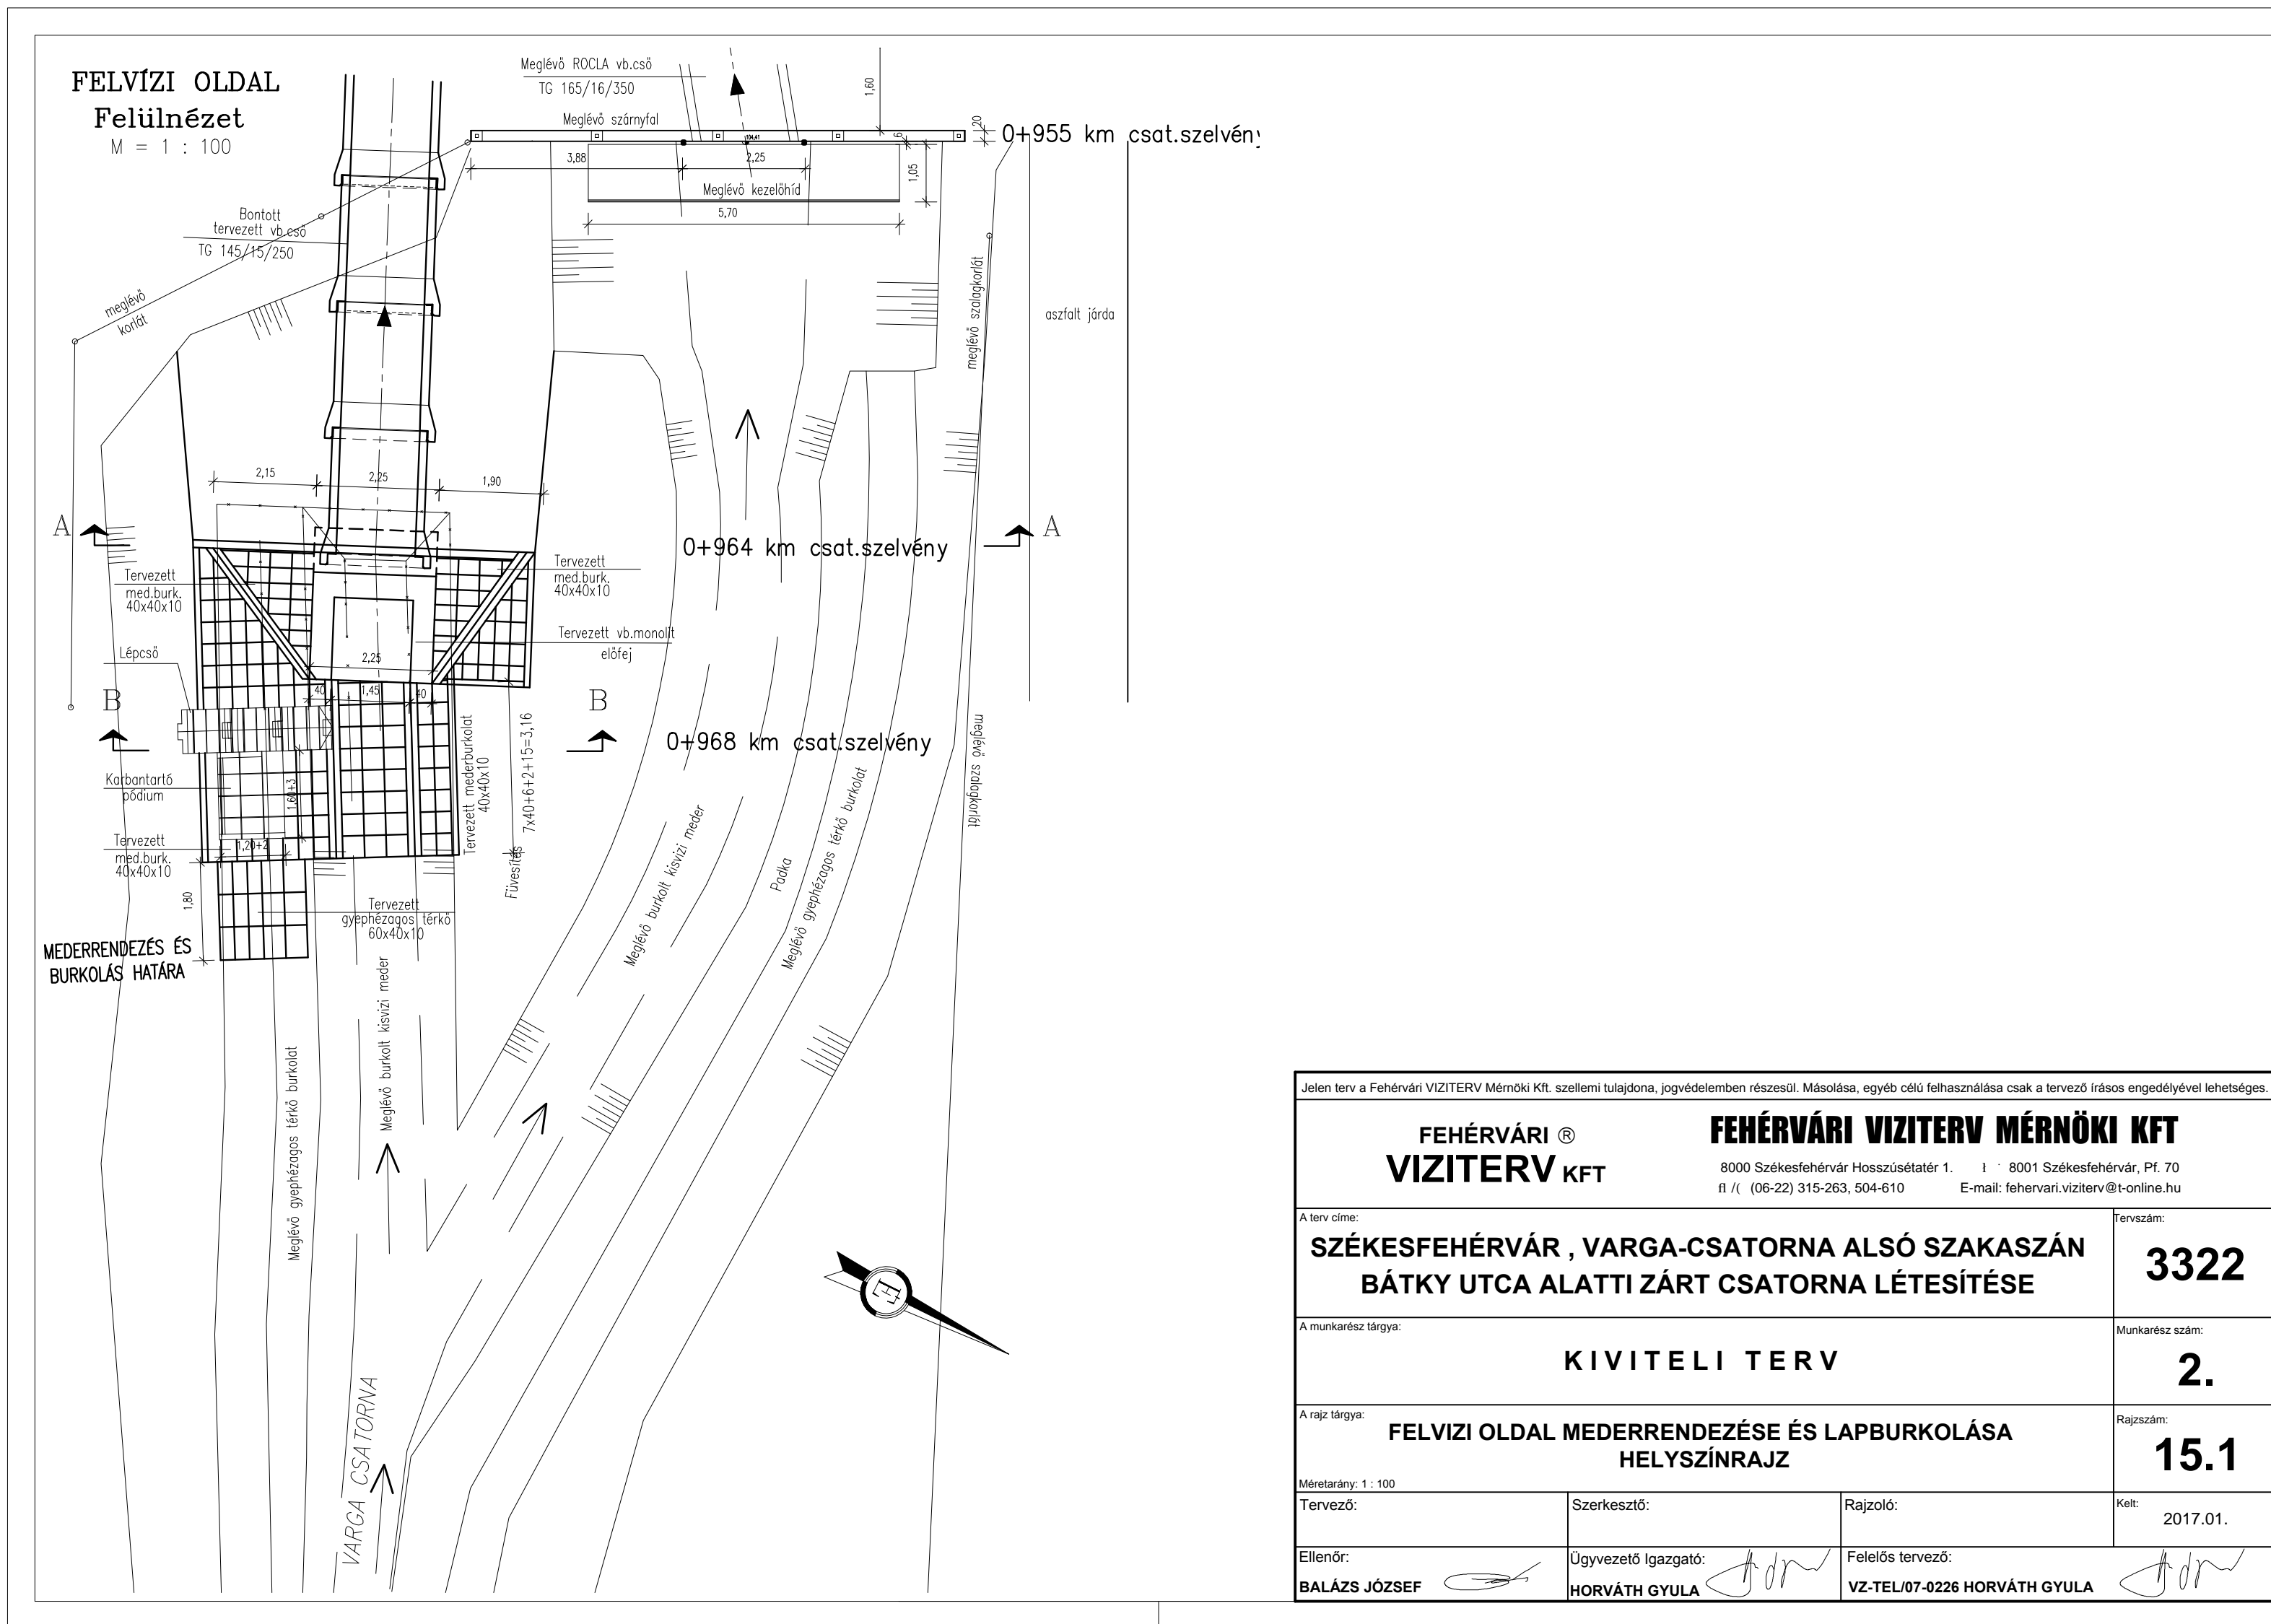 FELVÍZI OLDAL
Felülnézet
M = 1 : 100
Meglévő ROCLA vb.cső
TG 165/16/350
Meglévő szárnyfal
104,41
1,60
20
6
0+955 km csat.szelvény
3,88
2,25
1,05
Meglévő kezelőhíd
5,70
Bontott
tervezett vb.cső
TG 145/15/250
meglévő
korlát
meglévő szalagkorlát
aszfalt járda
2,15
2,25
1,90
A
A
0+964 km csat.szelvény
Tervezett
med.burk.
40x40x10
Tervezett
med.burk.
40x40x10
Tervezett vb.monolit
előfej
Lépcső
2,25
40
1,45
40
B
B
0+968 km csat.szelvény
Karbantartó
pódium
1,60+3
Tervezett mederburkolat
40x40x10
7x40+6+2+15=3,16
Füvesítés
meglévő szalagkorlát
Tervezett
med.burk.
40x40x10
1,20+2
1,80
Tervezett
gyephézagos térkő
60x40x10
MEDERRENDEZÉS ÉS
BURKOLÁS HATÁRA
Meglévő burkolt kisvizi meder
Padka
Meglévő gyephézagos térkő burkolat
Meglévő burkolt kisvizi meder
Meglévő gyephézagos térkő burkolat
VARGA CSATORNA
É
Jelen terv a Fehérvári VIZITERV Mérnöki Kft. szellemi tulajdona, jogvédelemben részesül. Másolása, egyéb célú felhasználása csak a tervező írásos engedélyével lehetséges.
FEHÉRVÁRI ®
VIZITERV KFT
FEHÉRVÁRI VIZITERV MÉRNÖKI KFT
8000 Székesfehérvár Hosszúsétatér 1. 8001 Székesfehérvár, Pf. 70
fl /( (06-22) 315-263, 504-610 E-mail: fehervari.viziterv@t-online.hu
A terv címe:
SZÉKESFEHÉRVÁR , VARGA-CSATORNA ALSÓ SZAKASZÁN
BÁTKY UTCA ALATTI ZÁRT CSATORNA LÉTESÍTÉSE
Tervszám:
3322
A munkarész tárgya:
KIVITELI TERV
Munkarész szám:
2.
A rajz tárgya:
FELVIZI OLDAL MEDERRENDEZÉSE ÉS LAPBURKOLÁSA
HELYSZÍNRAJZ
Méretarány: 1 : 100
Rajzszám:
15.1
Tervező:
Szerkesztő:
Rajzoló:
Kelt:
2017.01.
Ellenőr:
BALÁZS JÓZSEF
Ügyvezető Igazgató:
HORVÁTH GYULA
Felelős tervező:
VZ-TEL/07-0226 HORVÁTH GYULA